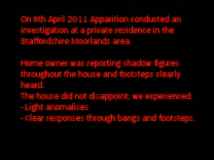 On 8th April 2011 Apparition conducted an
investigation at a private residence in the
Staffordshire Moorlands area.
Home owner was reporting shadow figures
throughout the house and footsteps clearly
heard.
The house did not disappoint; we experienced:
- Light anomalises
- Clear responses through bangs and footsteps.